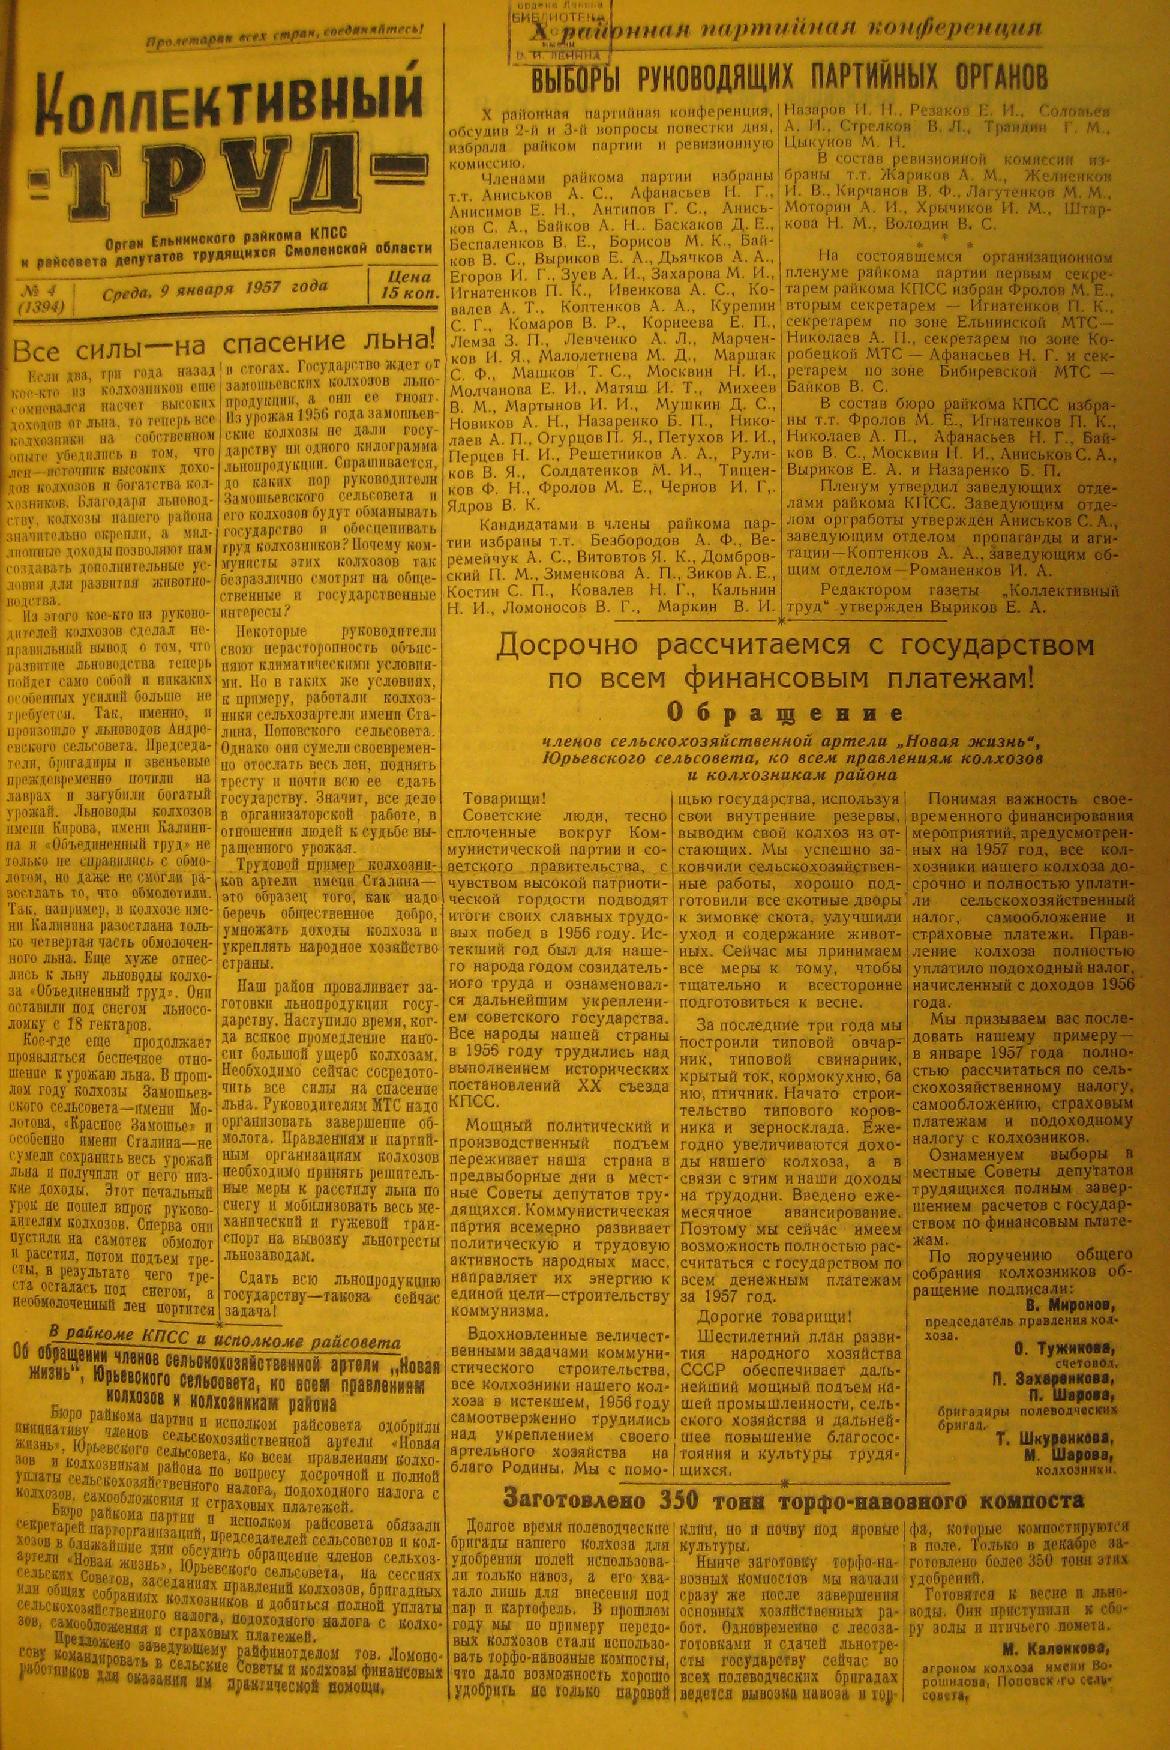 Пролетарии всех стран, соединяйтесь!
Коллективный
ТРУД
Орган Ельнинского райкома КПСС
и райсовета депутатов трудящихся Смоленской области
№ 4
(1394)
Среда, 9 января 1957 года
Цена
15 коп.
Все силы—на спасение льна!
Если два, три года назад
кое-кто из колхозников еще
сомневался насчет высоких
доходов от льна, то теперь все
колхозники на собственном
опыте убедились в том, что
лен—источник высоких дохо-
дов колхозов и богатства кол-
хозников. Благодаря льновод-
ству, колхозы нашего района
значительно окрепли, а мил-
лионные доходы позволяют нам
создавать дополнительные ус-
ловия для развития животно-
водства.
Из этого кое-кто из руково-
дителей колхозов сделал не-
правильный вывод о том, что
развитие льноводства теперь
пойдет само собой и никаких
особенных усилий больше не
требуется. Так, именно, и
произошло у льноводов Андре-
евского сельсовета. Председа-
тели, бригадиры и звеньевые
преждевременно почили на
лаврах и загубили богатый
урожай. Льноводы колхозов
имени Кирова, имени Калини-
на и «Объединенный труд» не
только не справились с обмо-
лотом, но даже не смогли ра-
зостлать то, что обмолотили.
Так, например, в колхозе име-
ни Калинина разостлана толь-
ко четвертая часть обмолочен-
ного льна. Еще хуже отнес-
лись к льну льноводы колхо-
за «Объединенный труд». Они
оставили под снегом льносо-
ломку с 18 гектаров.
Кое-где еще продолжает
проявляться беспечное отно-
шение к урожаю льна. В прош-
лом году колхозы Замошьев-
ского сельсовета—имени Мо-
лотова, «Красное Замошье» и
особенно имени Сталина—не
сумели сохранить весь урожай
льна и получили от него низ-
кие доходы. Этот печальный
урок не пошел впрок руково-
дителям колхозов. Сперва они
пустили на самотек обмолот
и расстил, потом подъем тре-
сты, в результате чего тре-
ста осталась под снегом, а
необмолоченный лен портится
в стогах. Государство ждет от
замошьевских колхозов льно-
продукции, а они ее гноят.
Из урожая 1956 года замошьев-
ские колхозы не дали госу-
дарству ни одного килограмма
льнопродукции. Спрашивается,
до каких пор руководители
Замошьевского сельсовета и
его колхозов будут обманывать
государство и обесценивать
труд колхозников? Почему ком-
мунисты этих колхозов так
безразлично смотрят на обще-
ственные и государственные
интересы?
Некоторые руководители
свою нерасторопность объяс-
няют климатическими условия-
ми. Но в таких же условиях,
к примеру, работали колхоз-
ники сельхозартели имени Ста-
лина, Поповского сельсовета.
Однако они сумели своевремен-
но отослать весь лен, поднять
тресту и почти всю ее сдать
государству. Значит, все дело
в организаторской работе, в
отношении людей к судьбе вы-
ращенного урожая.
Трудовой пример колхозни-
ков артели имени Сталина—
это образец того, как надо
беречь общественное добро,
умножать доходы колхоза и
укреплять народное хозяйство
страны.
Наш район проваливает за-
готовки льнопродукции госу-
дарству. Наступило время, ког-
да всякое промедление нано-
сит большой ущерб колхозам.
Необходимо сейчас сосредото-
чить все силы на спасение
льна. Руководителям МТС надо
организовать завершение об-
молота. Правлениям и партий-
ным организациям колхозов
необходимо принять решитель-
ные меры к расстилу льна по
снегу и мобилизовать весь ме-
ханический и гужевой тран-
спорт на вывозку льнотресты
льнозаводам.
Сдать всю льнопродукцию
государству—такова сейчас
задача!
В райкоме КПСС и исполкоме райсовета
Об обращении членов сельскохозяйственной артели „Новая
жизнь“, Юрьевского сельсовета, ко всем правлениям
колхозов и колхозникам района
Бюро райкома партии и исполком райсовета одобрили
инициативу членов сельскохозяйственной артели «Новая
жизнь», Юрьевского сельсовета, ко всем правлениям колхо-
зов и колхозникам района по вопросу досрочной и полной
уплаты сельскохозяйственного налога, подоходного налога с
колхозов, самообложения и страховых платежей.
Бюро райкома партии и исполком райсовета обязали
секретарей парторганизаций, председателей сельсоветов и кол-
хозов в ближайшие дни обсудить обращение членов сельхоз-
артели «Новая жизнь», Юрьевского сельсовета, на сессиях
сельских Советов, заседаниях правлений колхозов, бригадных
или общих собраниях колхозников и добиться полной уплаты
сельскохозяйственного налога, подоходного налога с колхо-
зов, самообложения и страховых платежей.
Предложено заведующему райфинотделом тов. Ломоно-
сову командировать в сельские Советы и колхозы финансовых
работников для оказания им практической помощи.
БИБЛИОТЕКА
имени
В. И. ЛЕНИНА
X районная партийная конференция
ВЫБОРЫ РУКОВОДЯЩИХ ПАРТИЙНЫХ ОРГАНОВ
X районная партийная конференция,
обсудив 2-й и 3-й вопросы повестки дня,
избрала райком партии и ревизионную
комиссию.
Членами райкома партии избраны
т.т. Аниськов А. С., Афанасьев Н. Г.,
Анисимов Е. Н., Антипов Г. С., Анись-
ков С. А., Байков А. Н., Баскаков Д. Е.,
Беспаленков В. Е., Борисов М. К., Бай-
ков В. С., Выриков Е. А., Дьячков А. А.,
Егоров И. Г., Зуев А. И., Захарова М. И.,
Игнатенков П. К., Ивенкова А. С., Ко-
валев А. Т., Коптенков А. А., Курепин
С. Г., Комаров В. Р., Корнеева Е. П.,
Лемза З. П., Левченко А. Л., Марчен-
ков И. Я., Малолетнева М. Д., Маршак
С. Ф., Машков Т. С., Москвин Н. И.,
Молчанова Е. И., Матяш И. Т., Михеев
В. М., Мартынов И. И., Мушкин Д. С.,
Новиков А. Н., Назаренко Б. П., Нико-
лаев А. П., Огурцов П. Я., Петухов И. И.,
Перцев Н. И., Решетников А. А., Рули-
ков В. Я., Солдатенков М. И., Тищен-
ков Ф. Н., Фролов М. Е., Чернов И. Г.,
Ядров В. К.
Кандидатами в члены райкома пар-
тии избраны т.т. Безбородов А. Ф., Ве-
ремейчук А. С., Витовтов Я. К., Домбров-
ский П. М., Зименкова А. П., Зиков А. Е.,
Костин С. П., Ковалев Н. Г., Кальнин
Н. И., Ломоносов В. Г., Маркин В. И.
Назаров И. Н., Резаков Е. И., Соловьев
А. И., Стрелков В. Л., Трандин Г. М.,
Цыкунов М. Н.
В состав ревизионной комиссии из-
браны т.т. Жариков А. М., Желненков
И. В., Кирчанов В. Ф., Лагутенков М. М.,
Моторин А. И., Хрычиков И. М., Штар-
кова Н. М., Володин В. С.
* * *
На состоявшемся организационном
пленуме райкома партии первым секре-
тарем райкома КПСС избран Фролов М. Е.,
вторым секретарем — Игнатенков П. К.,
секретарем по зоне Ельнинской МТС—
Николаев А. П., секретарем по зоне Ко-
робецкой МТС — Афанасьев Н. Г. и сек-
ретарем по зоне Бибиревской МТС —
Байков В. С.
В состав бюро райкома КПСС избра-
ны т.т. Фролов М. Е., Игнатенков П. К.,
Николаев А. П., Афанасьев Н. Г., Бай-
ков В. С., Москвин Н. И., Аниськов С. А.,
Выриков Е. А. и Назаренко Б. П.
Пленум утвердил заведующих отде-
лами райкома КПСС. Заведующим отде-
лом оргработы утвержден Аниськов С. А.,
заведующим отделом пропаганды и аги-
тации—Коптенков А. А., заведующим об-
щим отделом—Романенков И. А.
Редактором газеты „Коллективный
труд“ утвержден Выриков Е. А.
Досрочно рассчитаемся с государством
по всем финансовым платежам!
Обращение
членов сельскохозяйственной артели „Новая жизнь“,
Юрьевского сельсовета, ко всем правлениям колхозов
и колхозникам района
Товарищи!
Советские люди, тесно
сплоченные вокруг Ком-
мунистической партии и со-
ветского правительства, с
чувством высокой патриоти-
ческой гордости подводят
итоги своих славных трудо-
вых побед в 1956 году. Ис-
текший год был для наше-
го народа годом созидатель-
ного труда и ознаменовал-
ся дальнейшим укреплени-
ем советского государства.
Все народы нашей страны
в 1956 году трудились над
выполнением исторических
постановлений XX съезда
КПСС.
Мощный политический и
производственный подъем
переживает наша страна в
предвыборные дни в мест-
ные Советы депутатов тру-
дящихся. Коммунистическая
партия всемерно развивает
политическую и трудовую
активность народных масс,
направляет их энергию к
единой цели—строительству
коммунизма.
Вдохновленные величест-
венными задачами коммуни-
стического строительства,
все колхозники нашего кол-
хоза в истекшем, 1956 году
самоотверженно трудились
над укреплением своего
артельного хозяйства на
благо Родины. Мы с помо-
щью государства, используя
свои внутренние резервы,
выводим свой колхоз из от-
стающих. Мы успешно за-
кончили сельскохозяйствен-
ные работы, хорошо под-
готовили все скотные дворы
к зимовке скота, улучшили
уход и содержание живот-
ных. Сейчас мы принимаем
все меры к тому, чтобы
тщательно и всесторонне
подготовиться к весне.
За последние три года мы
построили типовой овчар-
ник, типовой свинарник,
крытый ток, кормокухню, ба
ню, птичник. Начато строи-
тельство типового коров-
ника и зерносклада. Еже-
годно увеличиваются дохо-
ды нашего колхоза, а в
связи с этим и наши доходы
на трудодни. Введено еже-
месячное авансирование.
Поэтому мы сейчас имеем
возможность полностью рас-
считаться с государством по
всем денежным платежам
за 1957 год.
Дорогие товарищи!
Шестилетний план разви-
тия народного хозяйства
СССР обеспечивает даль-
нейший мощный подъем на-
шей промышленности, сель-
ского хозяйства и дальней-
шее повышение благосос-
тояния и культуры трудя-
щихся.
Понимая важность свое-
временного финансирования
мероприятий, предусмотрен-
ных на 1957 год, все кол-
хозники нашего колхоза до-
срочно и полностью уплати-
ли сельскохозяйственный
налог, самообложение и
страховые платежи. Прав-
ление колхоза полностью
уплатило подоходный налог,
начисленный с доходов 1956
года.
Мы призываем вас после-
довать нашему примеру—
в январе 1957 года полно-
стью рассчитаться по сель-
скохозяйственному налогу,
самообложению, страховым
платежам и подоходному
налогу с колхозников.
Ознаменуем выборы в
местные Советы депутатов
трудящихся полным завер-
шением расчетов с государ-
ством по финансовым плате-
жам.
По поручению общего
собрания колхозников об-
ращение подписали:
В. Миронов,
председатель правления кол-
хоза.
О. Тужикова,
счетовод.
П. Захаренкова,
П. Шарова,
бригадиры полеводческих
бригад.
Т. Шкуренкова,
М. Шарова,
колхозники.
Заготовлено 350 тонн торфо-навозного компоста
Долгое время полеводческие
бригады нашего колхоза для
удобрения полей использова-
ли только навоз, а его хва-
тало лишь для внесения под
пар и картофель. В прошлом
году мы по примеру передо-
вых колхозов стали использо-
вать торфо-навозные компосты,
что дало возможность хорошо
удобрить не только паровой
клин, но и почву под яровые
культуры.
Нынче заготовку торфо-на-
возных компостов мы начали
сразу же после завершения
основных хозяйственных ра-
бот. Одновременно с лесоза-
готовками и сдачей льнотре-
сты государству сейчас во
всех полеводческих бригадах
ведется вывозка навоза и тор-
фа, которые компостируются
в поле. Только в декабре за-
готовлено более 350 тонн этих
удобрений.
Готовятся к весне и льно-
воды. Они приступили к сбо-
ру золы и птичьего помета.
М. Каленкова,
агроном колхоза имени Во-
рошилова, Поповского сель-
совета.